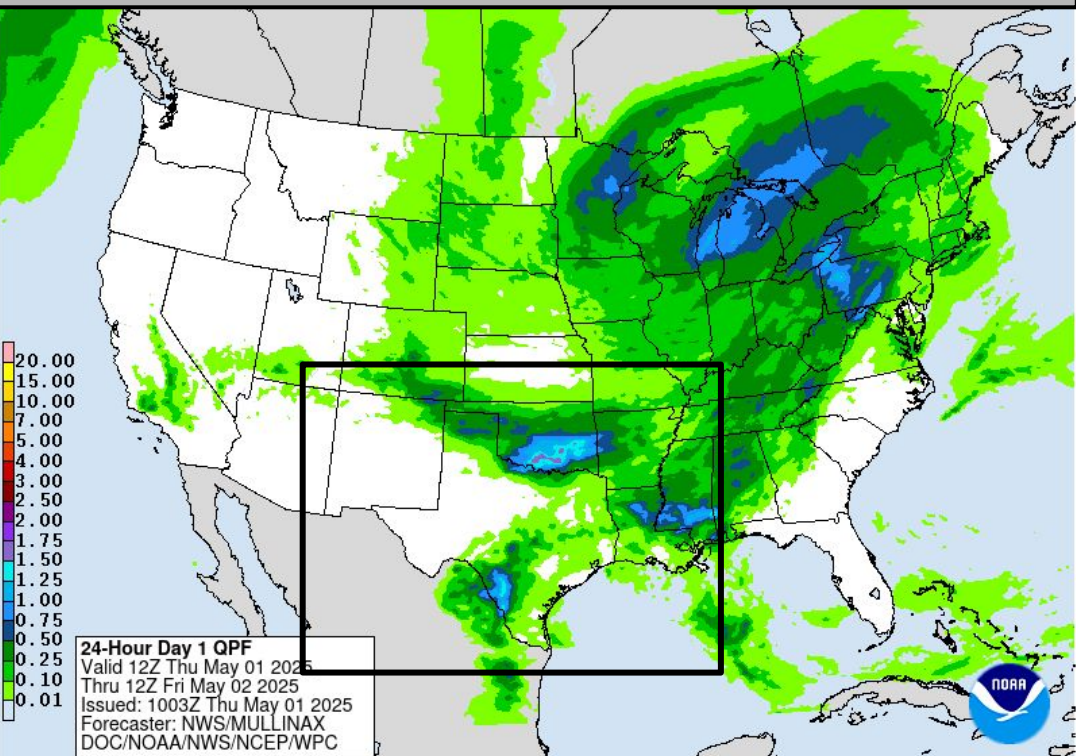 20.00
15.00
10.00
7.00
5.00
4.00
3.00
2.50
2.00
1.75
1.50
1.25
1.00
0.75
0.50
0.25
0.10
0.01
24-Hour Day 1 QPF
Valid 12Z Thu May 01 2025
Thru 12Z Fri May 02 2025
Issued: 1003Z Thu May 01 2025
Forecaster: NWS/MULLINAX
DOC/NOAA/NWS/NCEP/WPC
NOAA